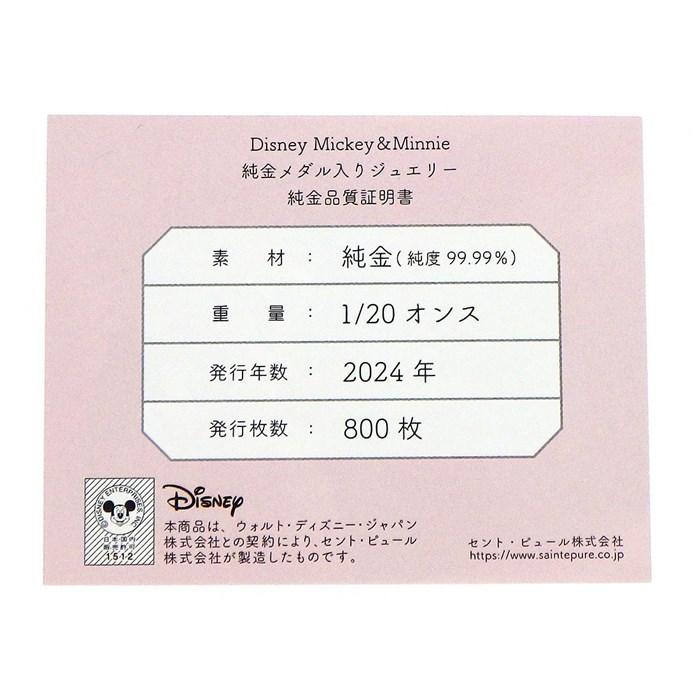 Disney Mickey&Minnie
純金メダル入りジュエリー
純金品質証明書
素　材 ： 純金(純度 99.99%)
重　量 ： 1/20 オンス
発行年数 ： 2024 年
発行枚数 ： 800 枚
©DISNEY ENTERPRISES, INC.
日本国内
販売許可
1512
Disney
本商品は、ウォルト・ディズニー・ジャパン
株式会社との契約により、セント・ピュール
株式会社が製造したものです。
セント・ピュール株式会社
https://www.saintepure.co.jp